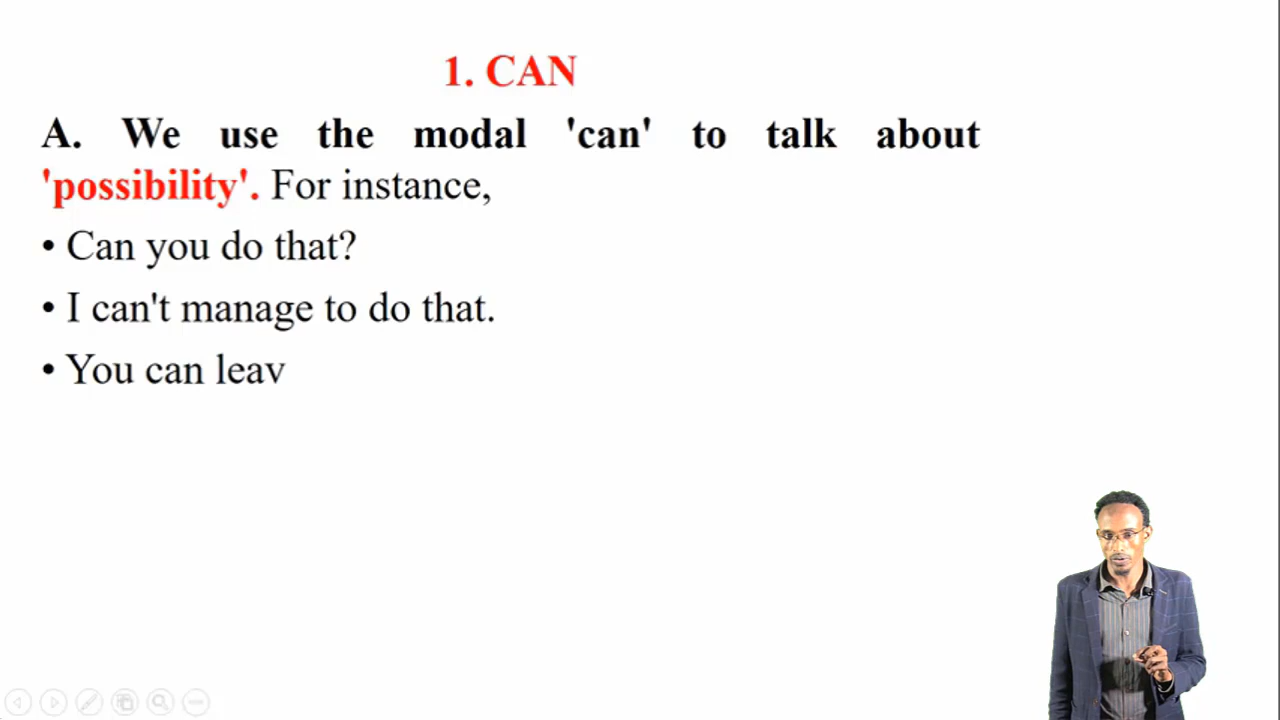 1. CAN
A. We use the modal 'can' to talk about
'possibility'. For instance,
• Can you do that?
• I can't manage to do that.
• You can leav